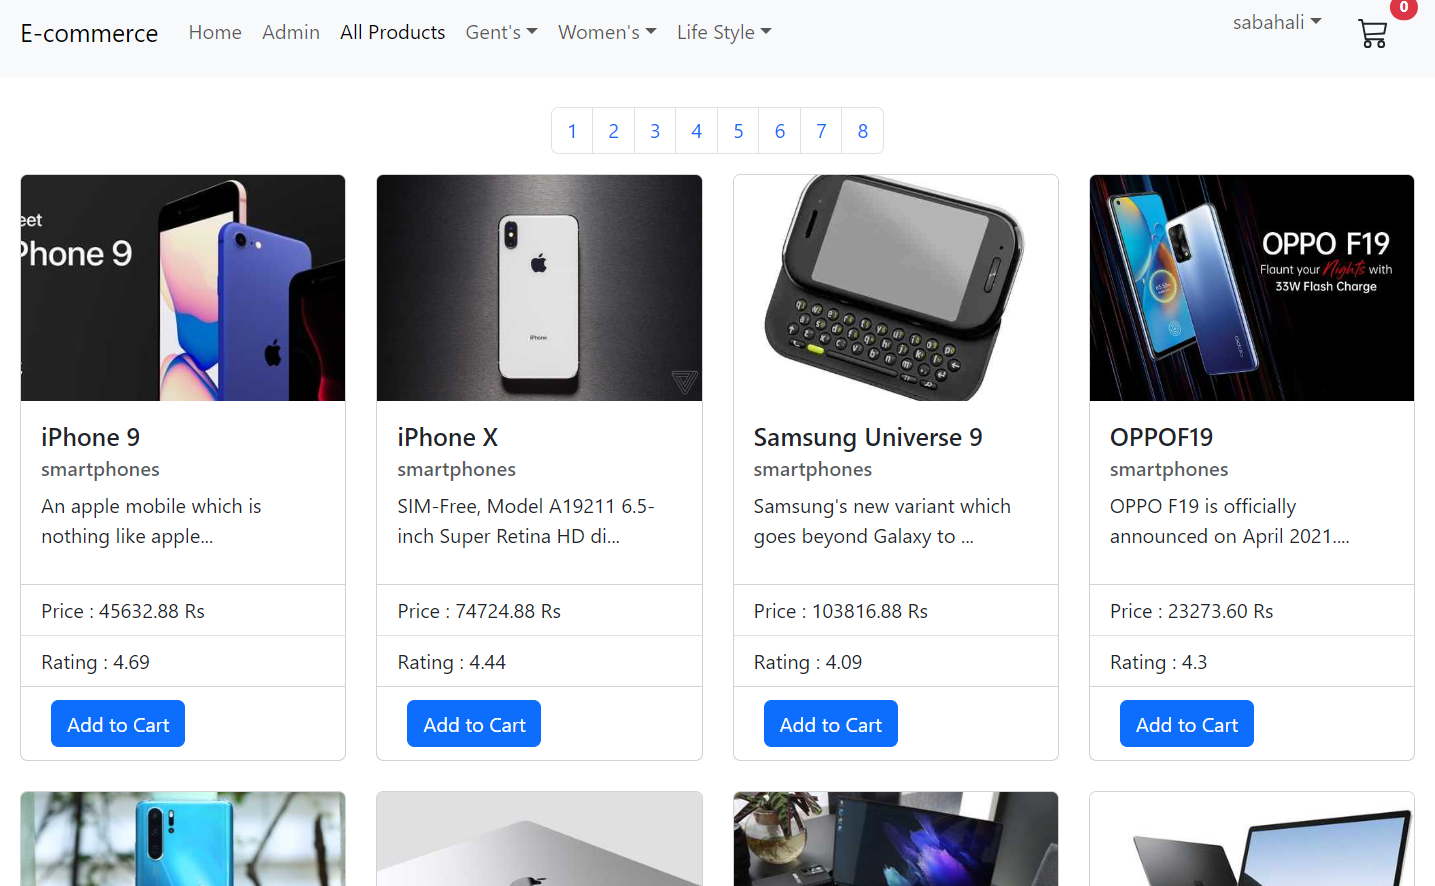 E-commerce Home Admin All Products Gent's Women's Life Style sabahali 0
1 2 3 4 5 6 7 8
eet
Phone 9
iPhone
OPPO F19
Flaunt your Nights with
33W Flash Charge
iPhone 9
smartphones
An apple mobile which is
nothing like apple...
Price : 45632.88 Rs
Rating : 4.69
Add to Cart
iPhone X
smartphones
SIM-Free, Model A19211 6.5-
inch Super Retina HD di...
Price : 74724.88 Rs
Rating : 4.44
Add to Cart
Samsung Universe 9
smartphones
Samsung's new variant which
goes beyond Galaxy to ...
Price : 103816.88 Rs
Rating : 4.09
Add to Cart
OPPOF19
smartphones
OPPO F19 is officially
announced on April 2021....
Price : 23273.60 Rs
Rating : 4.3
Add to Cart